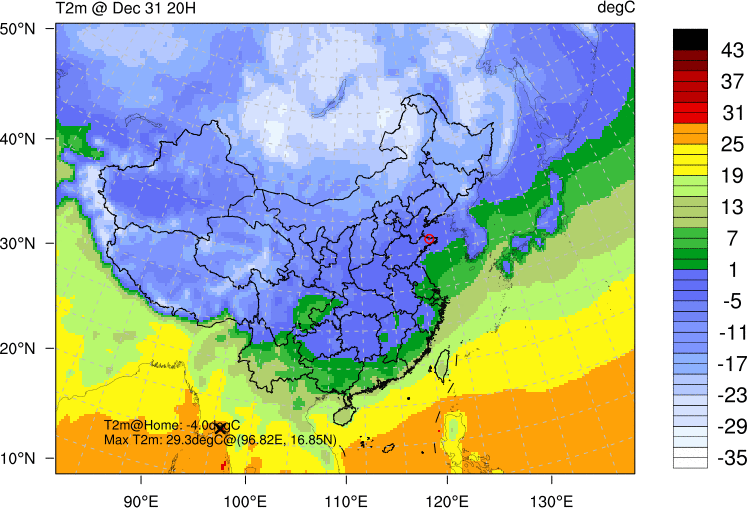 T2m @ Dec 31 20H
degC
50°N
40°N
30°N
20°N
10°N
T2m@Home: -4.0degC
Max T2m: 29.3degC@(96.82E, 16.85N)
90°E
100°E
110°E
120°E
130°E
43
37
31
25
19
13
7
1
-5
-11
-17
-23
-29
-35